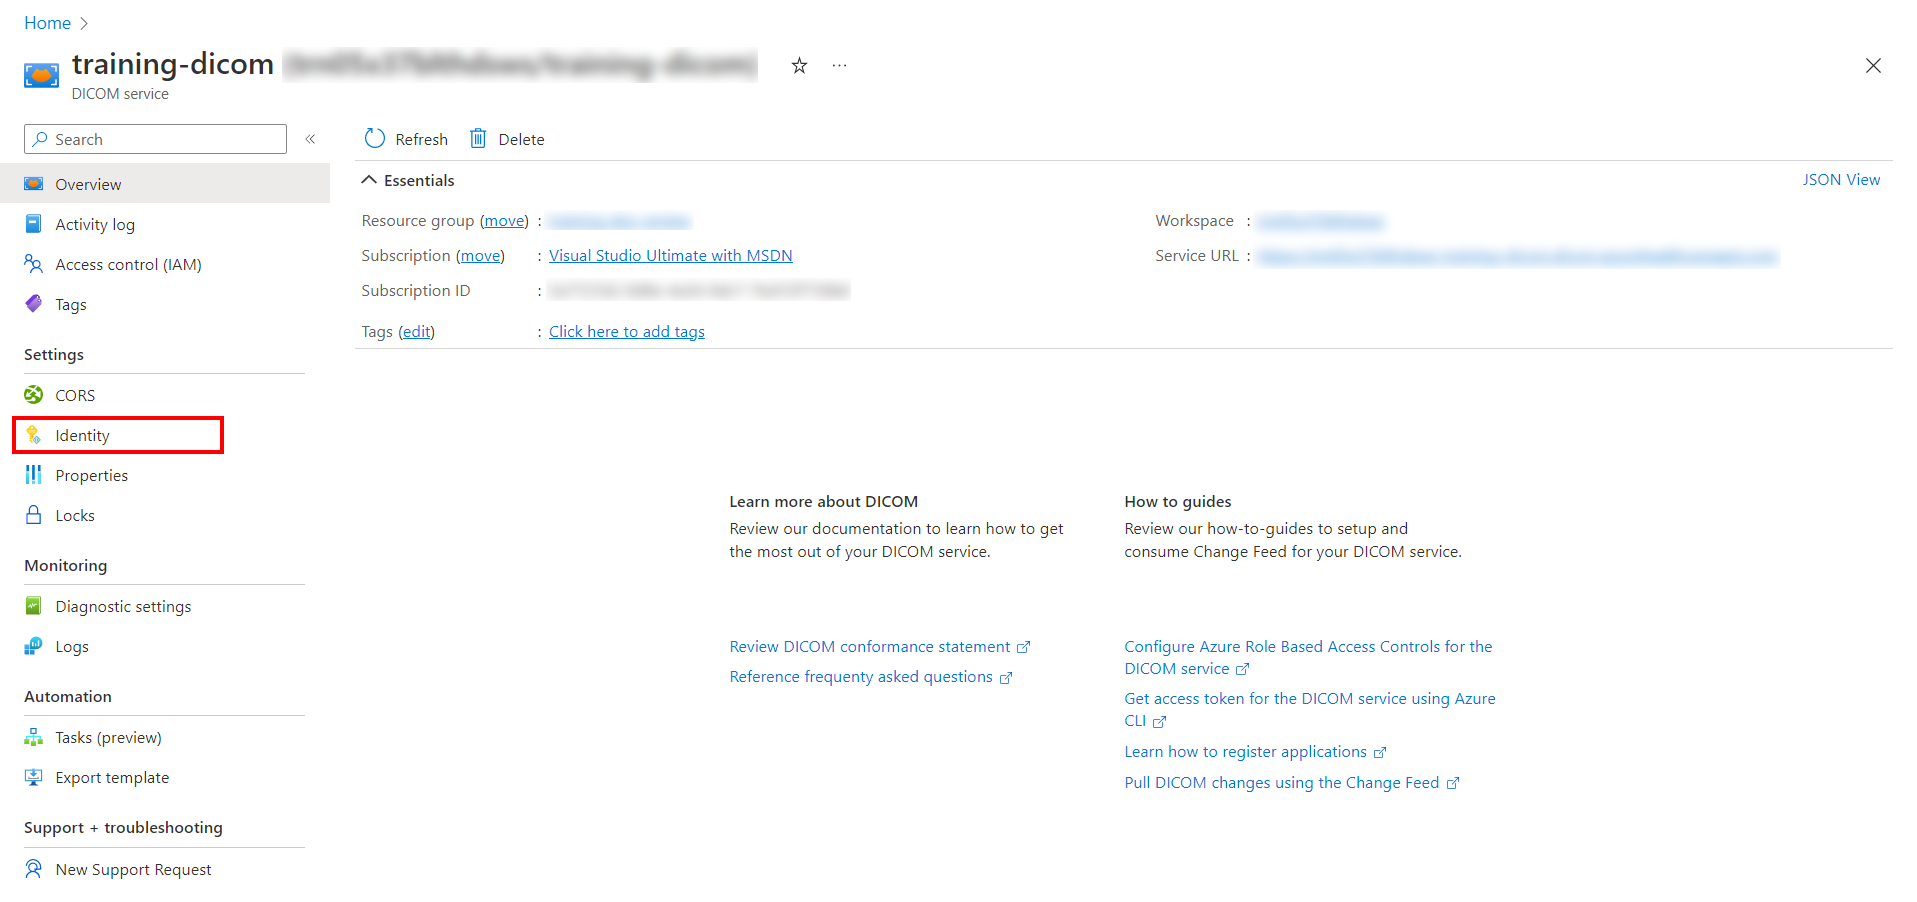 Home
training-dicom
DICOM service
Search
«
Refresh
Delete
Overview
Activity log
Access control (IAM)
Tags
Settings
CORS
Identity
Properties
Locks
Monitoring
Diagnostic settings
Logs
Automation
Tasks (preview)
Export template
Support + troubleshooting
New Support Request
Essentials
JSON View
Resource group (move) :
Subscription (move) : Visual Studio Ultimate with MSDN
Subscription ID :
Tags (edit) : Click here to add tags
Workspace :
Service URL :
Learn more about DICOM
Review our documentation to learn how to get
the most out of your DICOM service.
Review DICOM conformance statement
Reference frequenty asked questions
How to guides
Review our how-to-guides to setup and
consume Change Feed for your DICOM service.
Configure Azure Role Based Access Controls for the
DICOM service
Get access token for the DICOM service using Azure
CLI
Learn how to register applications
Pull DICOM changes using the Change Feed